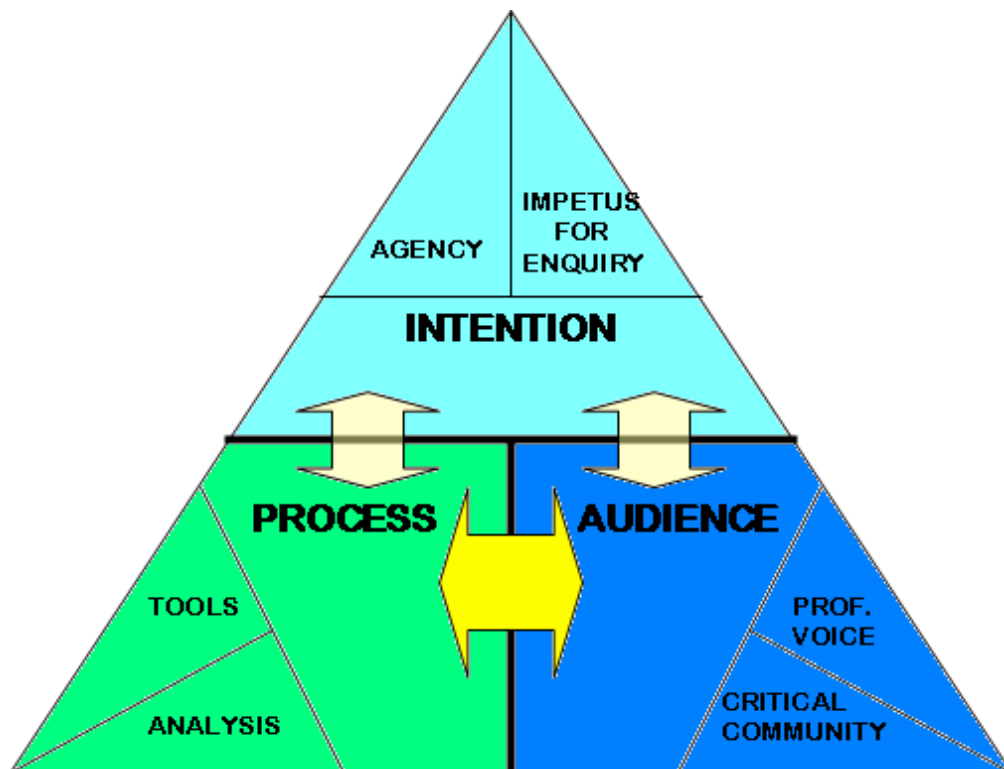 AGENCY
IMPETUS
FOR
ENQUIRY
INTENTION
PROCESS
AUDIENCE
TOOLS
ANALYSIS
PROF.
VOICE
CRITICAL
COMMUNITY